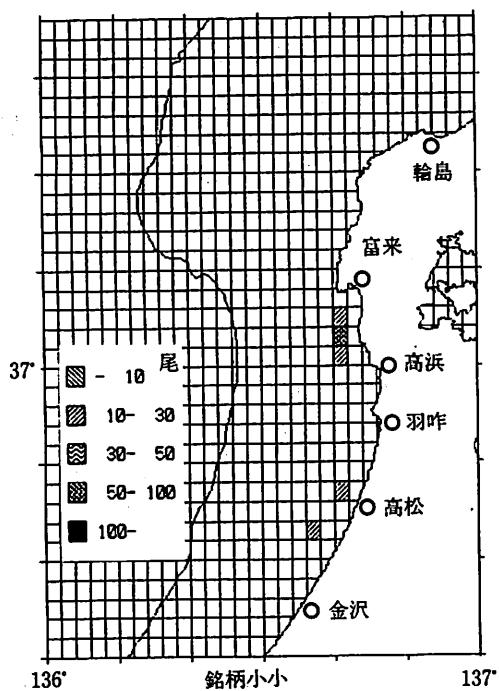 輪島
富来
37°
尾
- 10
10- 30
30- 50
50- 100
100-
高浜
羽咋
高松
金沢
136°
銘柄小小
137°